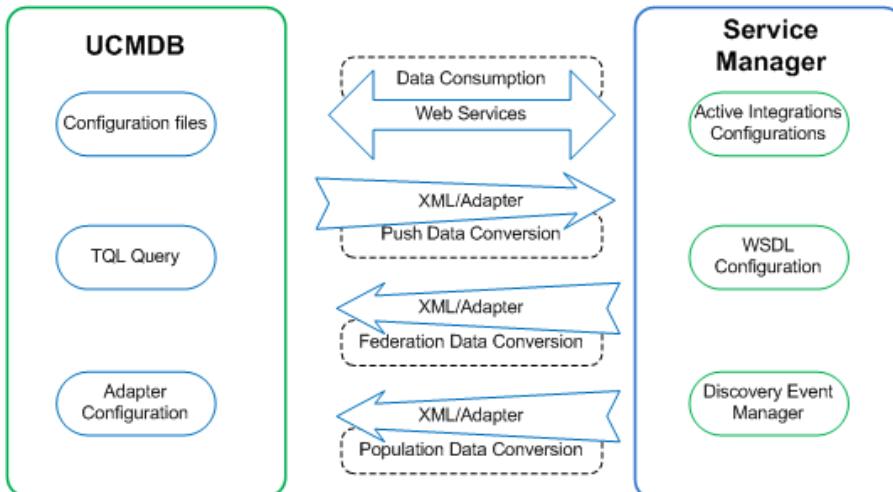 UCMDB
Configuration files
TQL Query
Adapter
Configuration
Data Consumption
Web Services
XML/Adapter
Push Data Conversion
XML/Adapter
Federation Data Conversion
XML/Adapter
Population Data Conversion
Service
Manager
Active Integrations
Configurations
WSDL
Configuration
Discovery Event
Manager